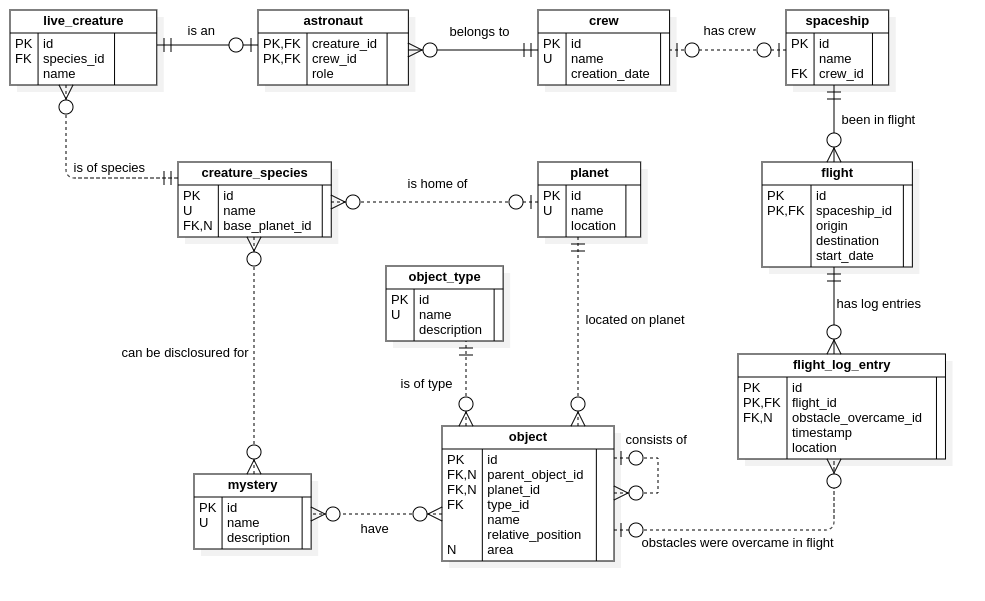 live_creature
PK id
FK species_id
name
is an
astronaut
PK,FK creature_id
PK,FK crew_id
role
belongs to
crew
PK id
U name
creation_date
has crew
spaceship
PK id
name
FK crew_id
been in flight
is of species
creature_species
PK id
U name
FK,N base_planet_id
is home of
planet
PK id
U name
location
flight
PK id
PK,FK spaceship_id
origin
destination
start_date
object_type
PK id
U name
description
located on planet
has log entries
can be disclosured for
is of type
flight_log_entry
PK id
PK,FK flight_id
FK,N obstacle_overcame_id
timestamp
location
object
PK id
FK,N parent_object_id
FK,N planet_id
FK type_id
name
relative_position
N area
consists of
mystery
PK id
U name
description
have
obstacles were overcame in flight